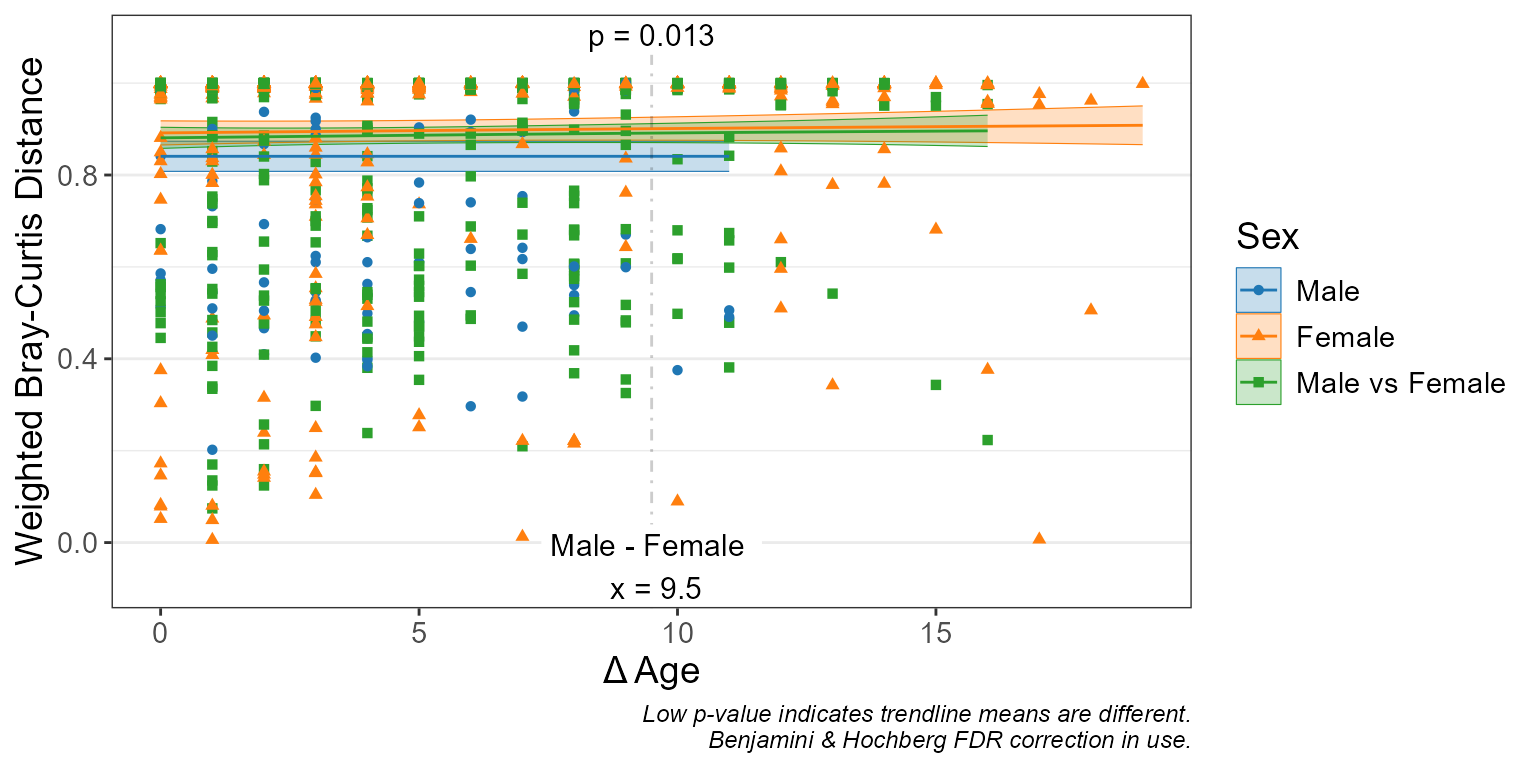 p = 0.013
Weighted Bray-Curtis Distance
0.8
0.4
0.0
Male - Female
x = 9.5
0
5
10
15
Δ Age
Sex
Male
Female
Male vs Female
Low p-value indicates trendline means are different.
Benjamini & Hochberg FDR correction in use.